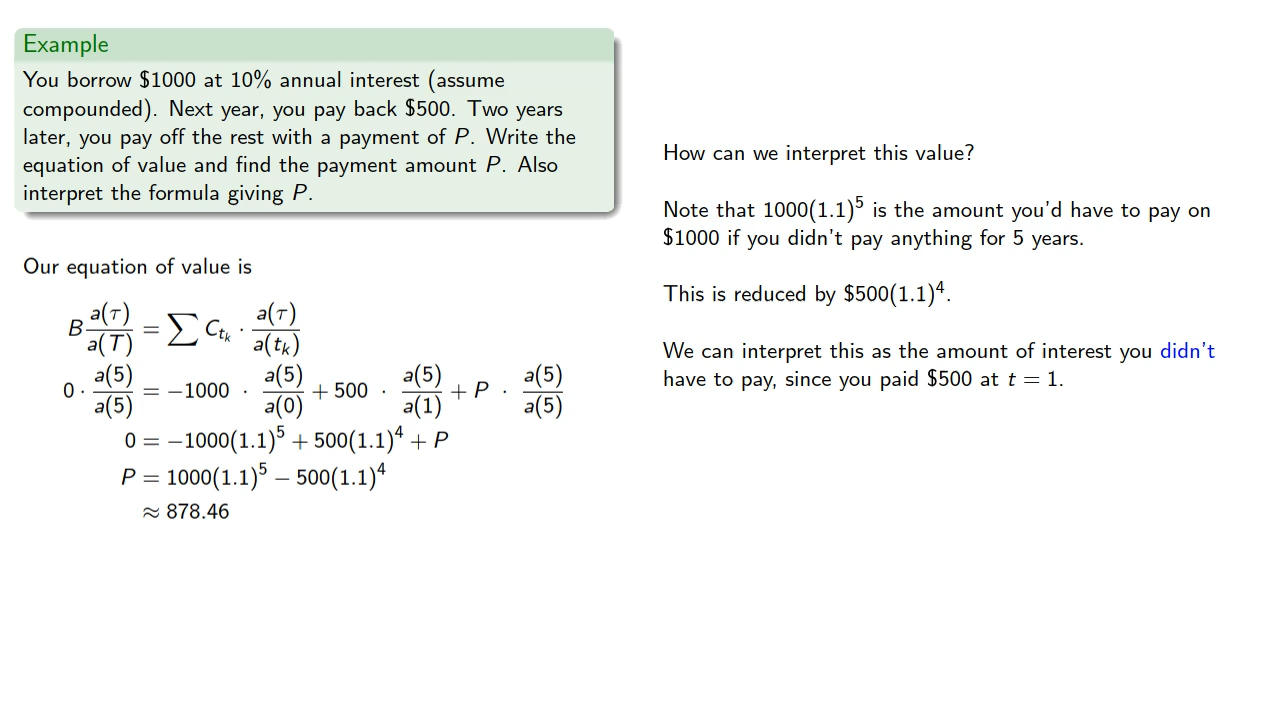 Example
You borrow $1000 at 10% annual interest (assume
compounded). Next year, you pay back $500. Two years
later, you pay off the rest with a payment of P. Write the
equation of value and find the payment amount P. Also
interpret the formula giving P.
Our equation of value is
B a(τ)/a(T) = ∑ C_{t_k} · a(τ)/a(t_k)
0 · a(5)/a(5) = −1000 · a(5)/a(0) + 500 · a(5)/a(1) + P · a(5)/a(5)
0 = −1000(1.1)^5 + 500(1.1)^4 + P
P = 1000(1.1)^5 − 500(1.1)^4
≈ 878.46
How can we interpret this value?
Note that 1000(1.1)^5 is the amount you'd have to pay on
$1000 if you didn't pay anything for 5 years.
This is reduced by $500(1.1)^4.
We can interpret this as the amount of interest you didn't
have to pay, since you paid $500 at t = 1.